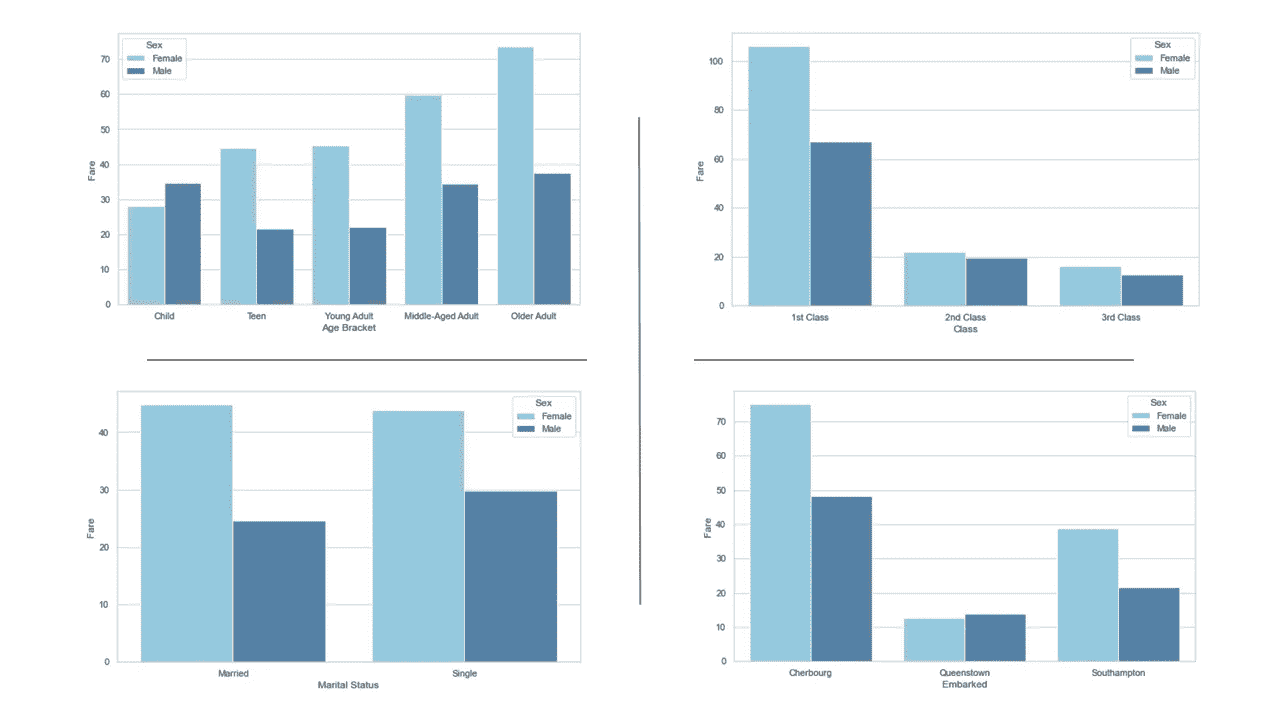 Sex
Female
Male
70
60
50
40
30
20
10
0
Fare
Child Teen Young Adult Middle-Aged Adult Older Adult
Age Bracket
Sex
Female
Male
100
80
60
40
20
0
Fare
1st Class 2nd Class 3rd Class
Class
Sex
Female
Male
40
30
20
10
0
Fare
Married Single
Marital Status
Sex
Female
Male
70
60
50
40
30
20
10
0
Fare
Cherbourg Queenstown Southampton
Embarked